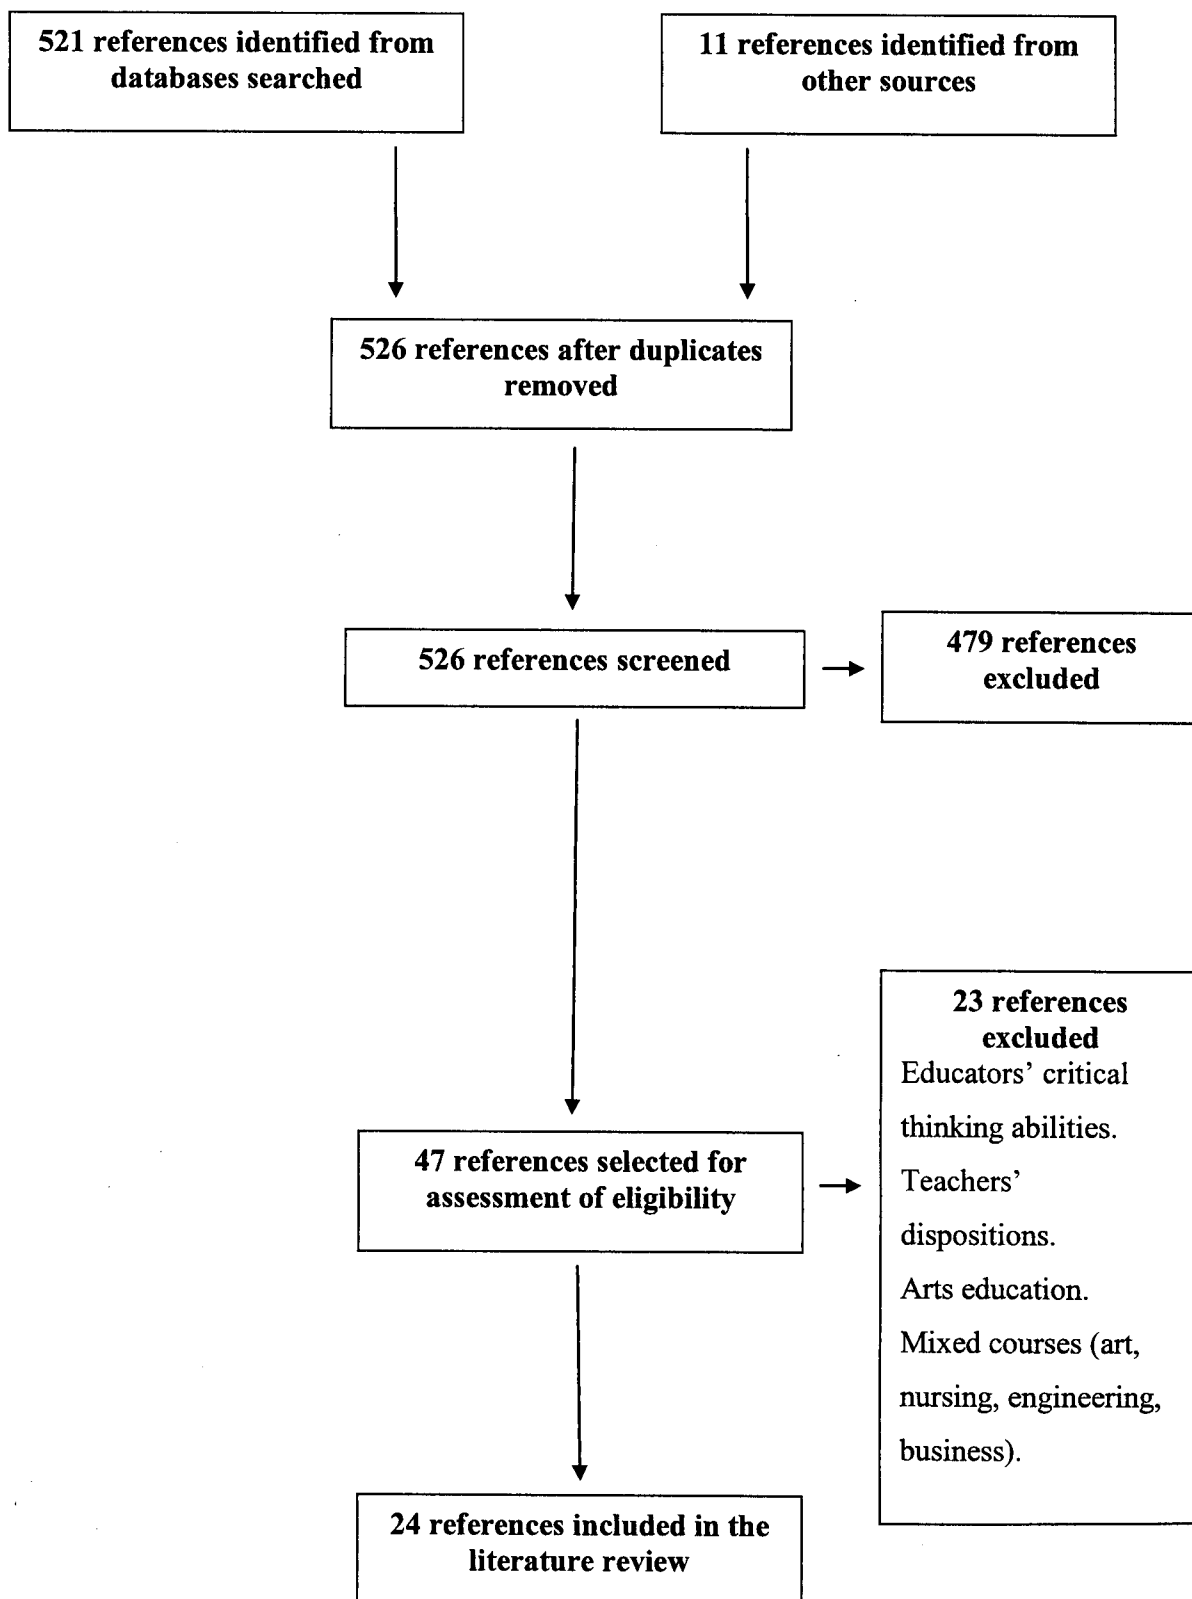 521 references identified from
databases searched
11 references identified from
other sources
526 references after duplicates
removed
526 references screened
479 references
excluded
47 references selected for
assessment of eligibility
23 references
excluded
Educators’ critical
thinking abilities.
Teachers’
dispositions.
Arts education.
Mixed courses (art,
nursing, engineering,
business).
24 references included in the
literature review